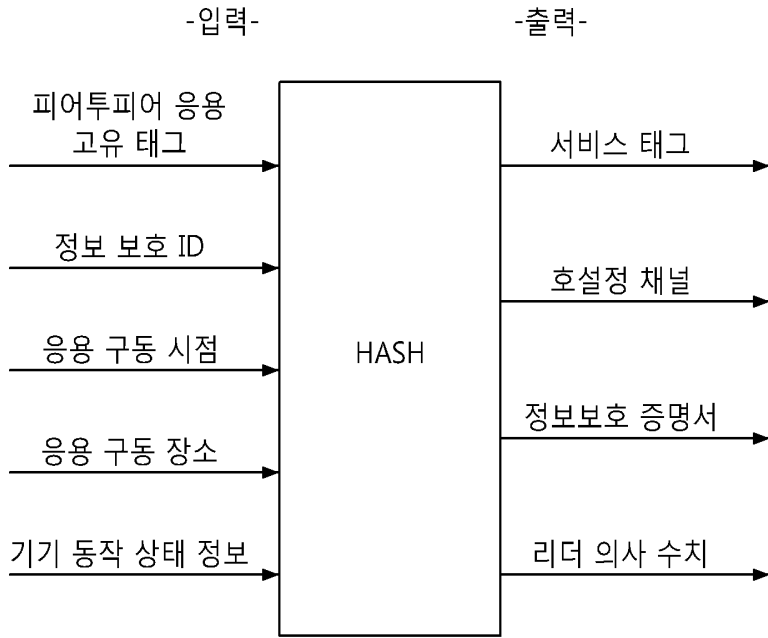 -입력-
-출력-
피어투피어 응용
고유 태그
정보 보호 ID
응용 구동 시점
응용 구동 장소
기기 동작 상태 정보
HASH
서비스 태그
호설정 채널
정보보호 증명서
리더 의사 수치